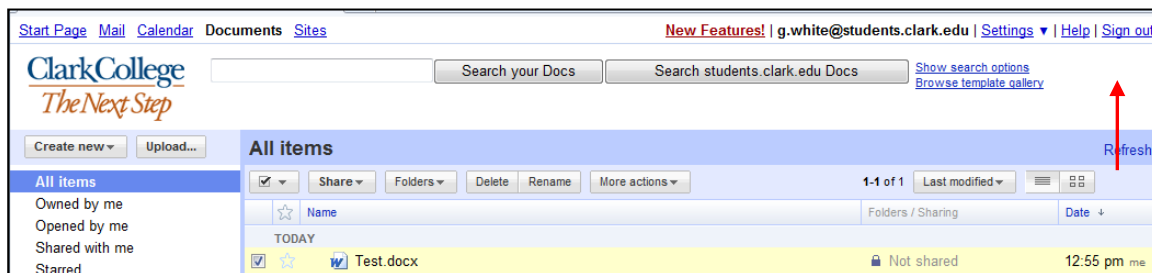 Start Page Mail Calendar Documents Sites New Features! | g.white@students.clark.edu | Settings ▼ | Help | Sign out
ClarkCollege Search your Docs Search students.clark.edu Docs Show search options
The Next Step Browse template gallery
Create new Upload... All items Refresh
All items Share Folders Delete Rename More actions 1-1 of 1 Last modified
Owned by me Name Folders / Sharing Date
Opened by me
Shared with me TODAY
Starred Test.docx Not shared 12:55 pm me